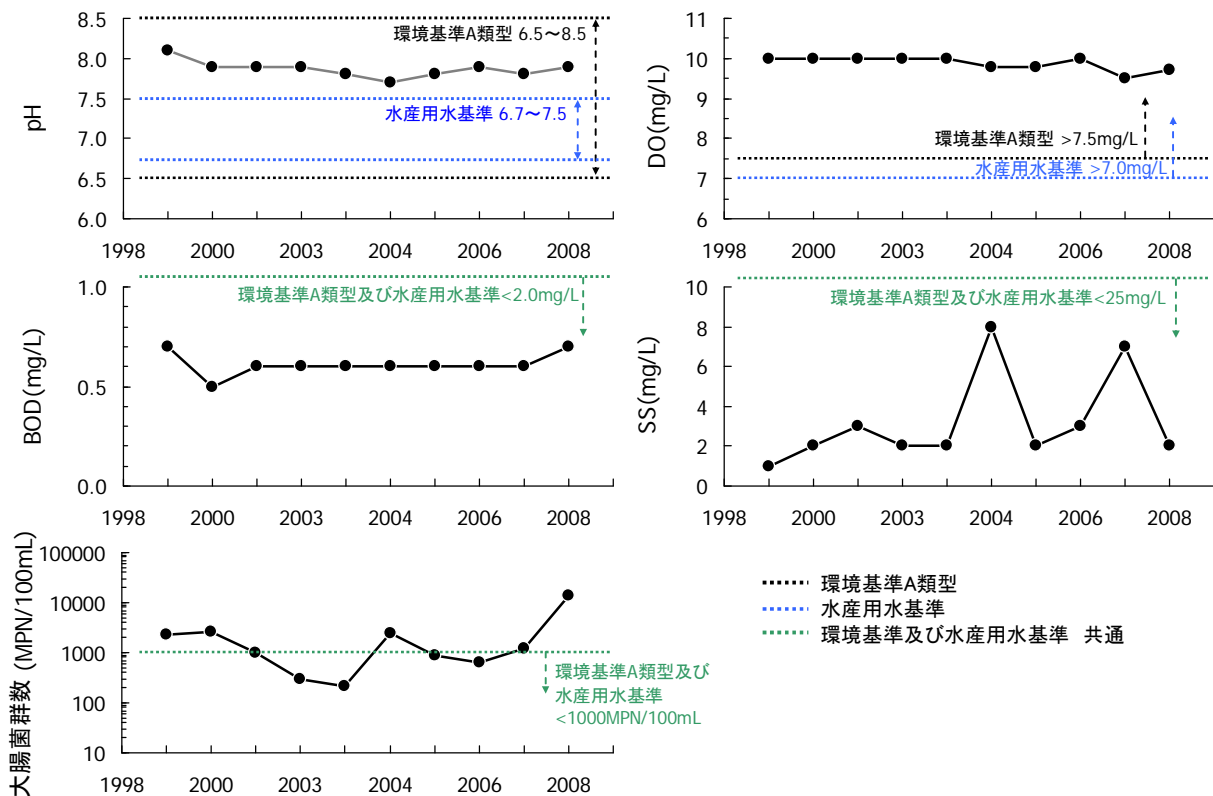 pH
8.5
8.0
7.5
7.0
6.5
6.0
環境基準A類型 6.5～8.5
水産用水基準 6.7～7.5
1998 2000 2003 2004 2006 2008
DO(mg/L)
11
10
9
8
7
6
環境基準A類型 >7.5mg/L
水産用水基準 >7.0mg/L
1998 2000 2003 2004 2006 2008
BOD(mg/L)
1.0
0.5
0.0
環境基準A類型及び水産用水基準<2.0mg/L
1998 2000 2003 2004 2006 2008
SS(mg/L)
10
8
6
4
2
0
環境基準A類型及び水産用水基準<25mg/L
1998 2000 2003 2004 2006 2008
大腸菌群数 (MPN/100mL)
100000
10000
1000
100
10
環境基準A類型及び
水産用水基準
<1000MPN/100mL
1998 2000 2003 2004 2006 2008
環境基準A類型
水産用水基準
環境基準及び水産用水基準 共通